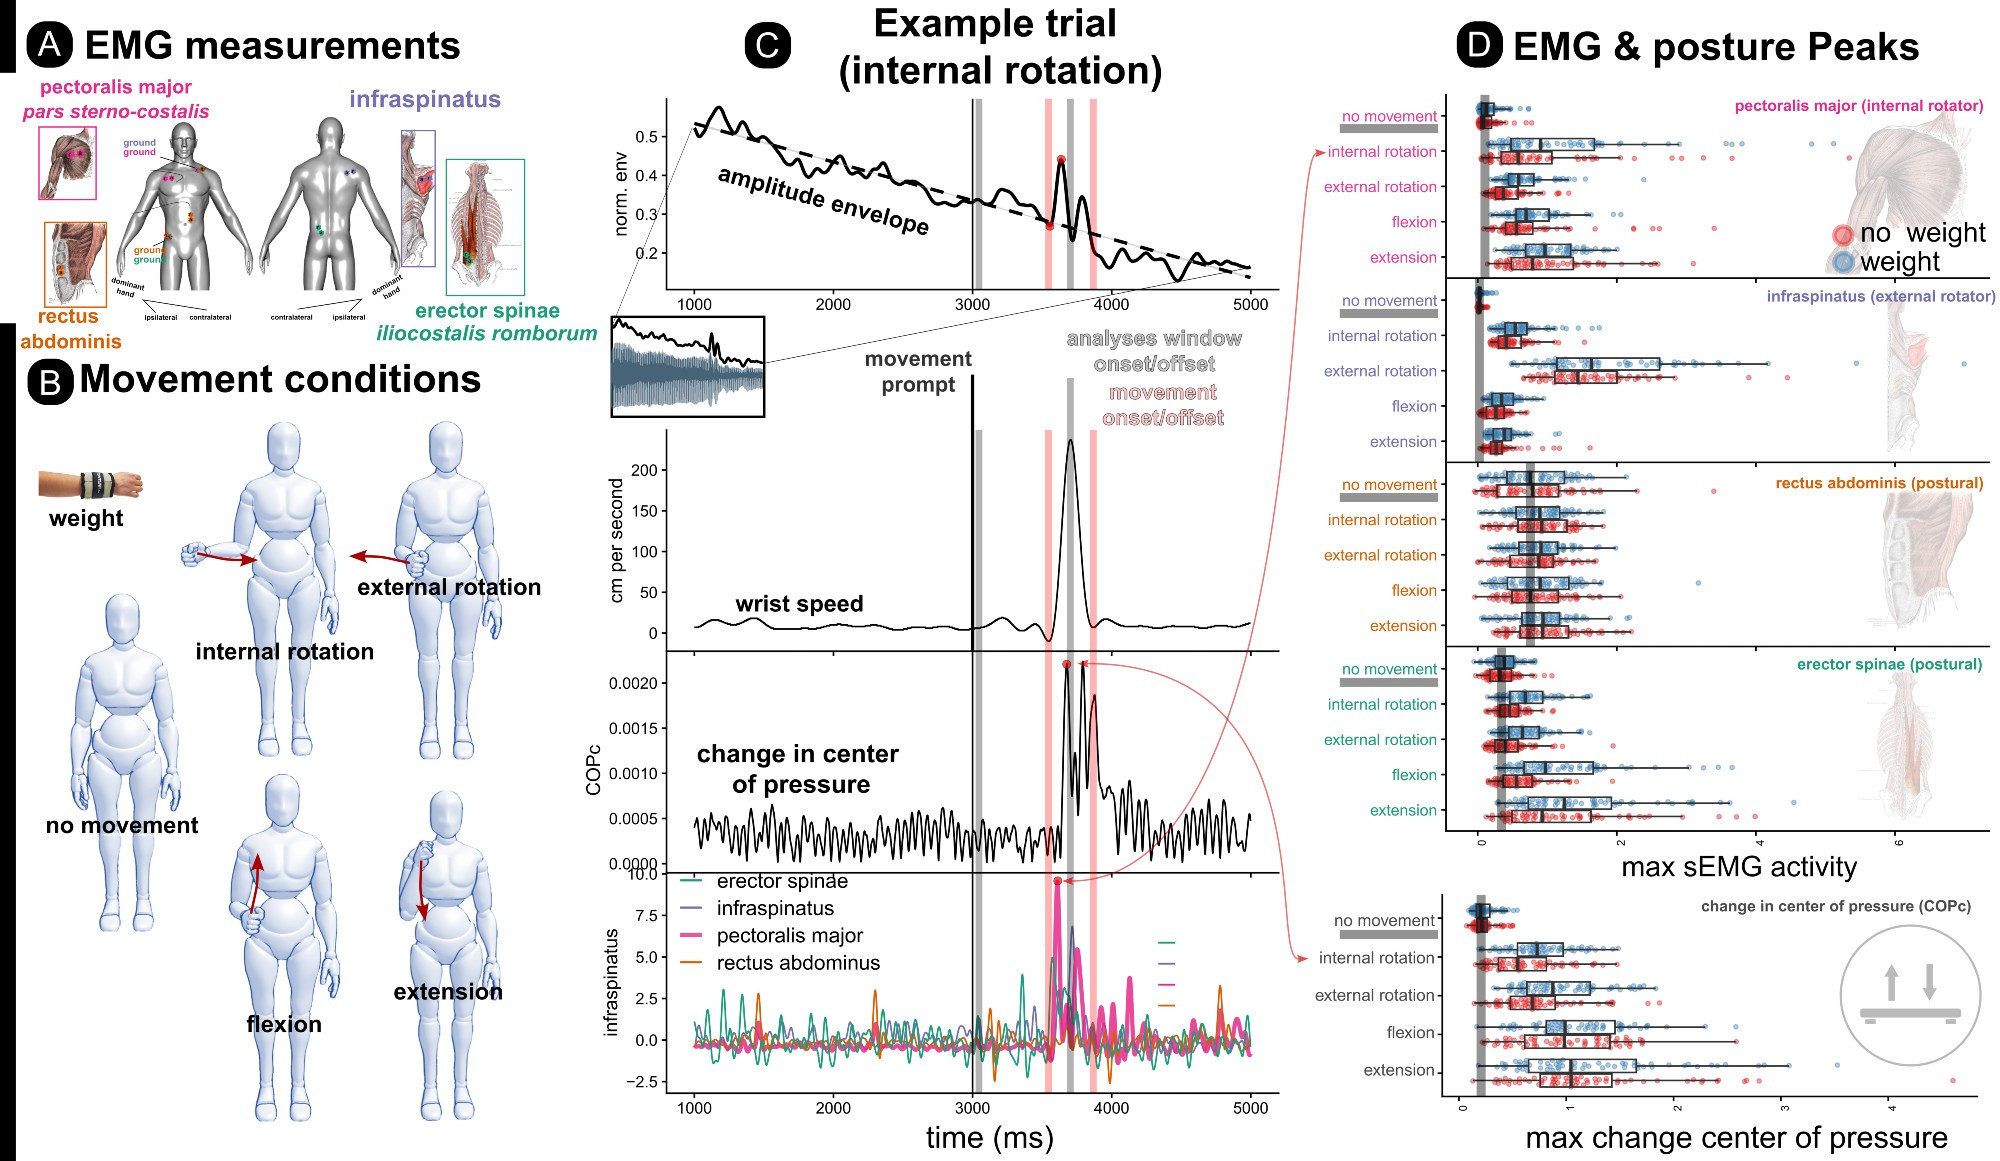 A EMG measurements
pectoralis major
pars sterno-costalis
infraspinatus
ground
ground
ground
ground
dominant
hand
dominant
hand
ipsilateral contralateral
contralateral ipsilateral
rectus
abdominis
erector spinae
iliocostalis romborum
B Movement conditions
weight
internal rotation
external rotation
no movement
flexion
extension
C Example trial
(internal rotation)
norm. env
0.5
0.4
0.3
0.2
amplitude envelope
1000 2000 3000 4000 5000
movement
prompt
analyses window
onset/offset
movement
onset/offset
cm per second
200
150
100
50
0
wrist speed
COPc
0.0020
0.0015
0.0010
0.0005
0.0000
change in center
of pressure
infraspinatus
10.0
7.5
5.0
2.5
0.0
−2.5
erector spinae
infraspinatus
pectoralis major
rectus abdominus
1000 2000 3000 4000 5000
time (ms)
D EMG & posture Peaks
pectoralis major (internal rotator)
no movement
internal rotation
external rotation
flexion
extension
no weight
weight
infraspinatus (external rotator)
no movement
internal rotation
external rotation
flexion
extension
rectus abdominis (postural)
no movement
internal rotation
external rotation
flexion
extension
erector spinae (postural)
no movement
internal rotation
external rotation
flexion
extension
0 2 4 6
max sEMG activity
change in center of pressure (COPc)
no movement
internal rotation
external rotation
flexion
extension
0 1 2 3 4
max change center of pressure